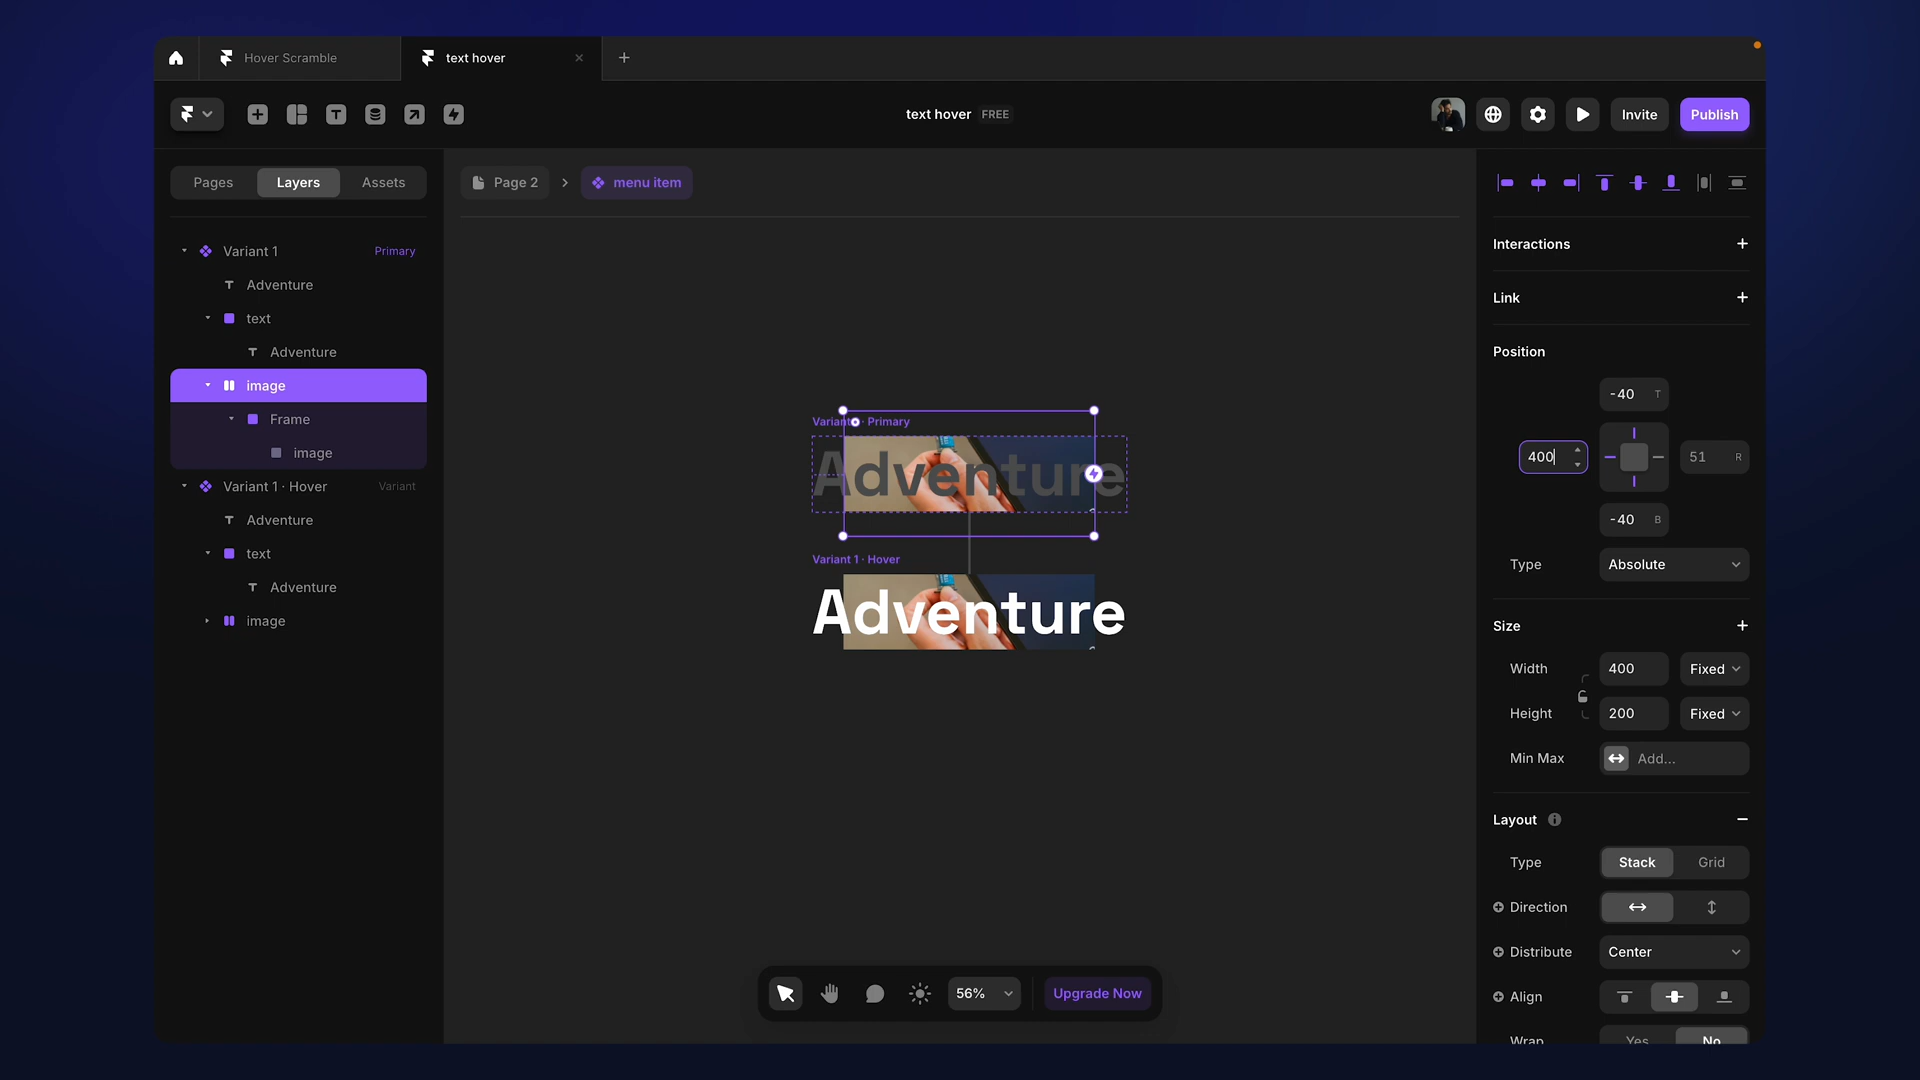 Hover Scramble
text hover
text hover FREE
Invite
Publish
Pages
Layers
Assets
Page 2
menu item
Variant 1
Primary
Adventure
text
Adventure
image
Frame
image
Variant 1 · Hover
Variant
Adventure
text
Adventure
image
Variant · Primary
Adventure
Variant 1 · Hover
Adventure
56%
Upgrade Now
Interactions
Link
Position
-40 T
400
51 R
-40 B
Type
Absolute
Size
Width
400
Fixed
Height
200
Fixed
Min Max
Add...
Layout
Type
Stack
Grid
Direction
Distribute
Center
Align
Wrap
Yes
No